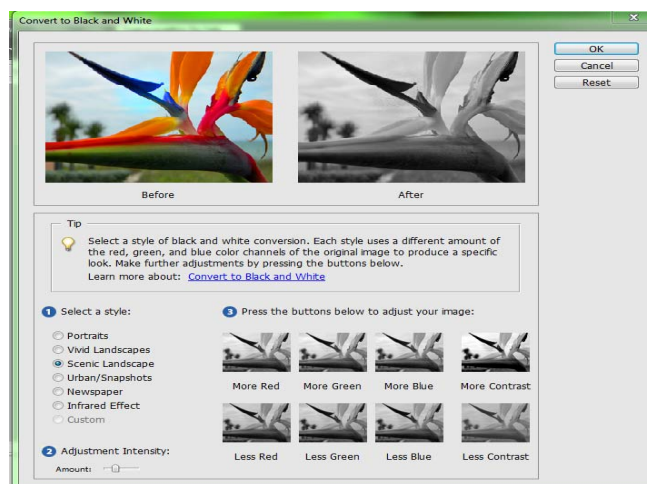 Convert to Black and White
OK
Cancel
Reset
Before
After
Tip
Select a style of black and white conversion. Each style uses a different amount of
the red, green, and blue color channels of the original image to produce a specific
look. Make further adjustments by pressing the buttons below.
Learn more about: Convert to Black and White
1 Select a style:
Portraits
Vivid Landscapes
Scenic Landscape
Urban/Snapshots
Newspaper
Infrared Effect
Custom
2 Adjustment Intensity:
Amount:
3 Press the buttons below to adjust your image:
More Red More Green More Blue More Contrast
Less Red Less Green Less Blue Less Contrast